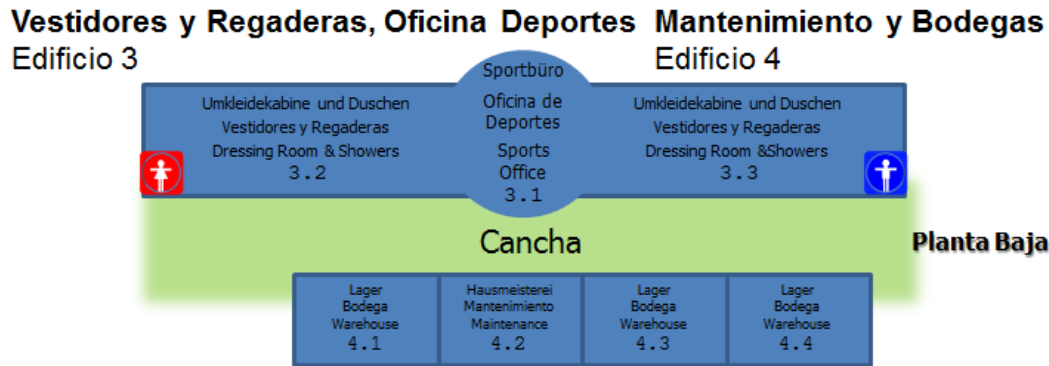 Vestidores y Regaderas, Oficina Deportes Mantenimiento y Bodegas
Edificio 3
Edificio 4
Umkleidekabine und Duschen
Vestidores y Regaderas
Dressing Room & Showers
3.2
Sportbüro
Oficina de
Deportes
Sports
Office
3.1
Umkleidekabine und Duschen
Vestidores y Regaderas
Dressing Room &Showers
3.3
Cancha
Planta Baja
Lager
Bodega
Warehouse
4.1
Hausmeisterei
Mantenimiento
Maintenance
4.2
Lager
Bodega
Warehouse
4.3
Lager
Bodega
Warehouse
4.4